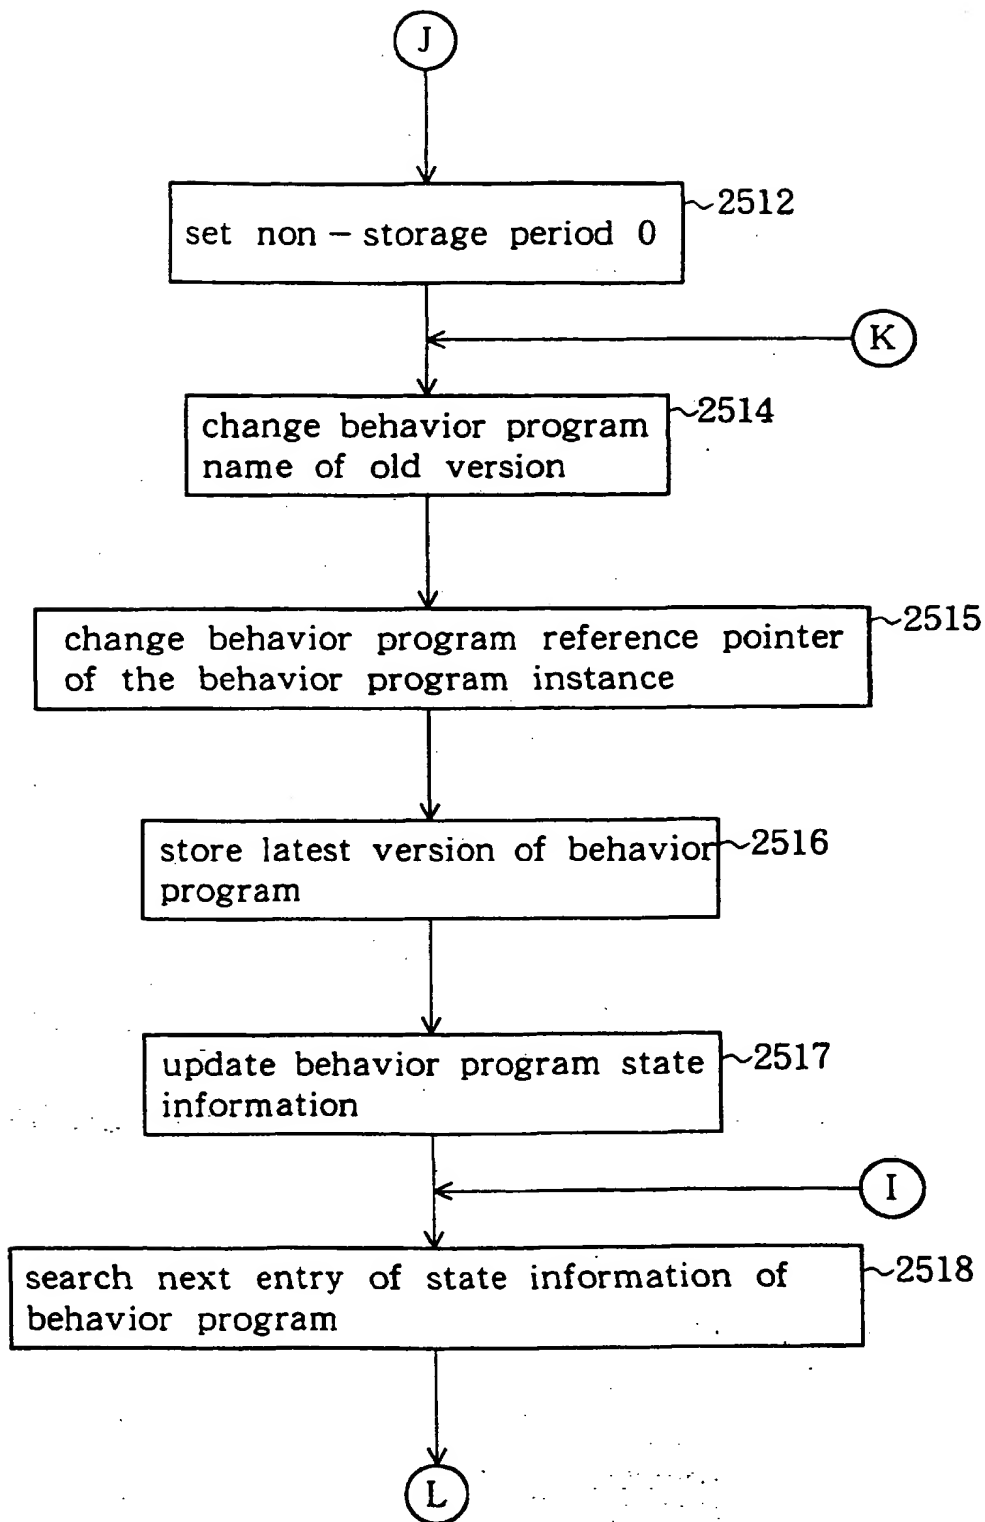 J
2512
set non – storage period 0
K
2514
change behavior program
name of old version
2515
change behavior program reference pointer
of the behavior program instance
2516
store latest version of behavior
program
2517
update behavior program state
information
I
2518
search next entry of state information of
behavior program
L